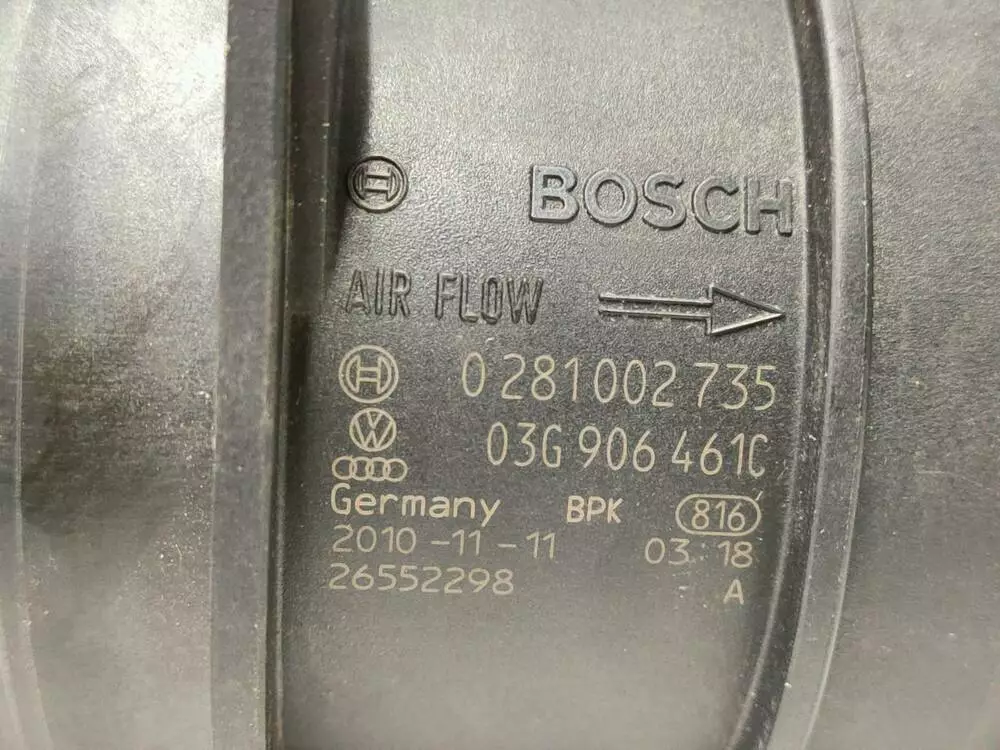 BOSCH
AIR FLOW
0 281 002 735
03G 906 461C
Germany BPK 816
2010-11-11 03:18
26552298 A